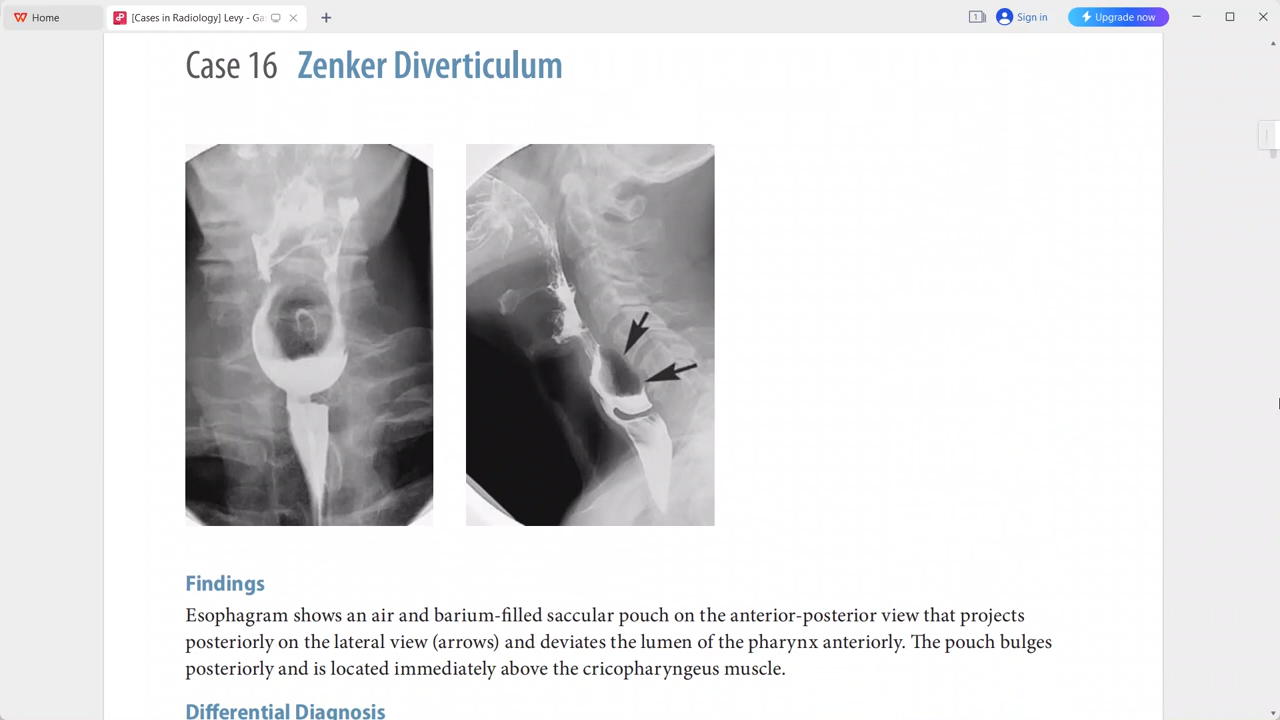 Home
[Cases in Radiology] Levy - Ga
1
Sign in
Upgrade now
Case 16 Zenker Diverticulum
Findings
Esophagram shows an air and barium-filled saccular pouch on the anterior-posterior view that projects
posteriorly on the lateral view (arrows) and deviates the lumen of the pharynx anteriorly. The pouch bulges
posteriorly and is located immediately above the cricopharyngeus muscle.
Differential Diagnosis